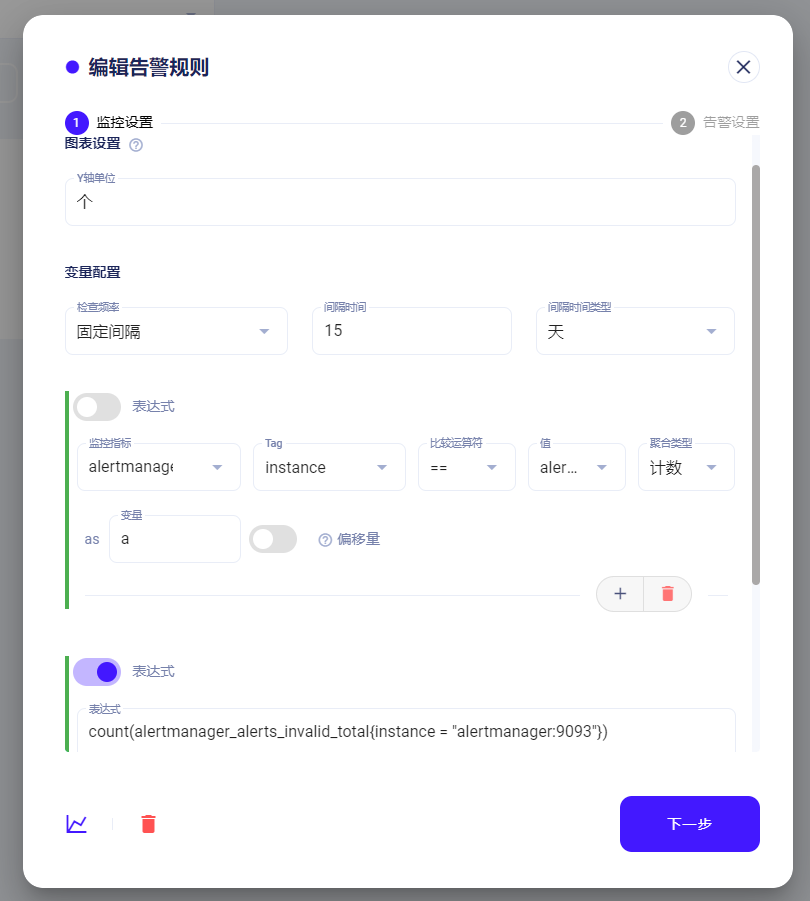 编辑告警规则
1 监控设置 2 告警设置
图表设置
Y轴单位
个
变量配置
检查频率 间隔时间 间隔时间类型
固定间隔 15 天
表达式
监控指标 Tag 比较运算符 值 聚合类型
alertmanage instance == aler... 计数
变量
as a 偏移量
表达式
表达式
count(alertmanager_alerts_invalid_total{instance = "alertmanager:9093"})
下一步